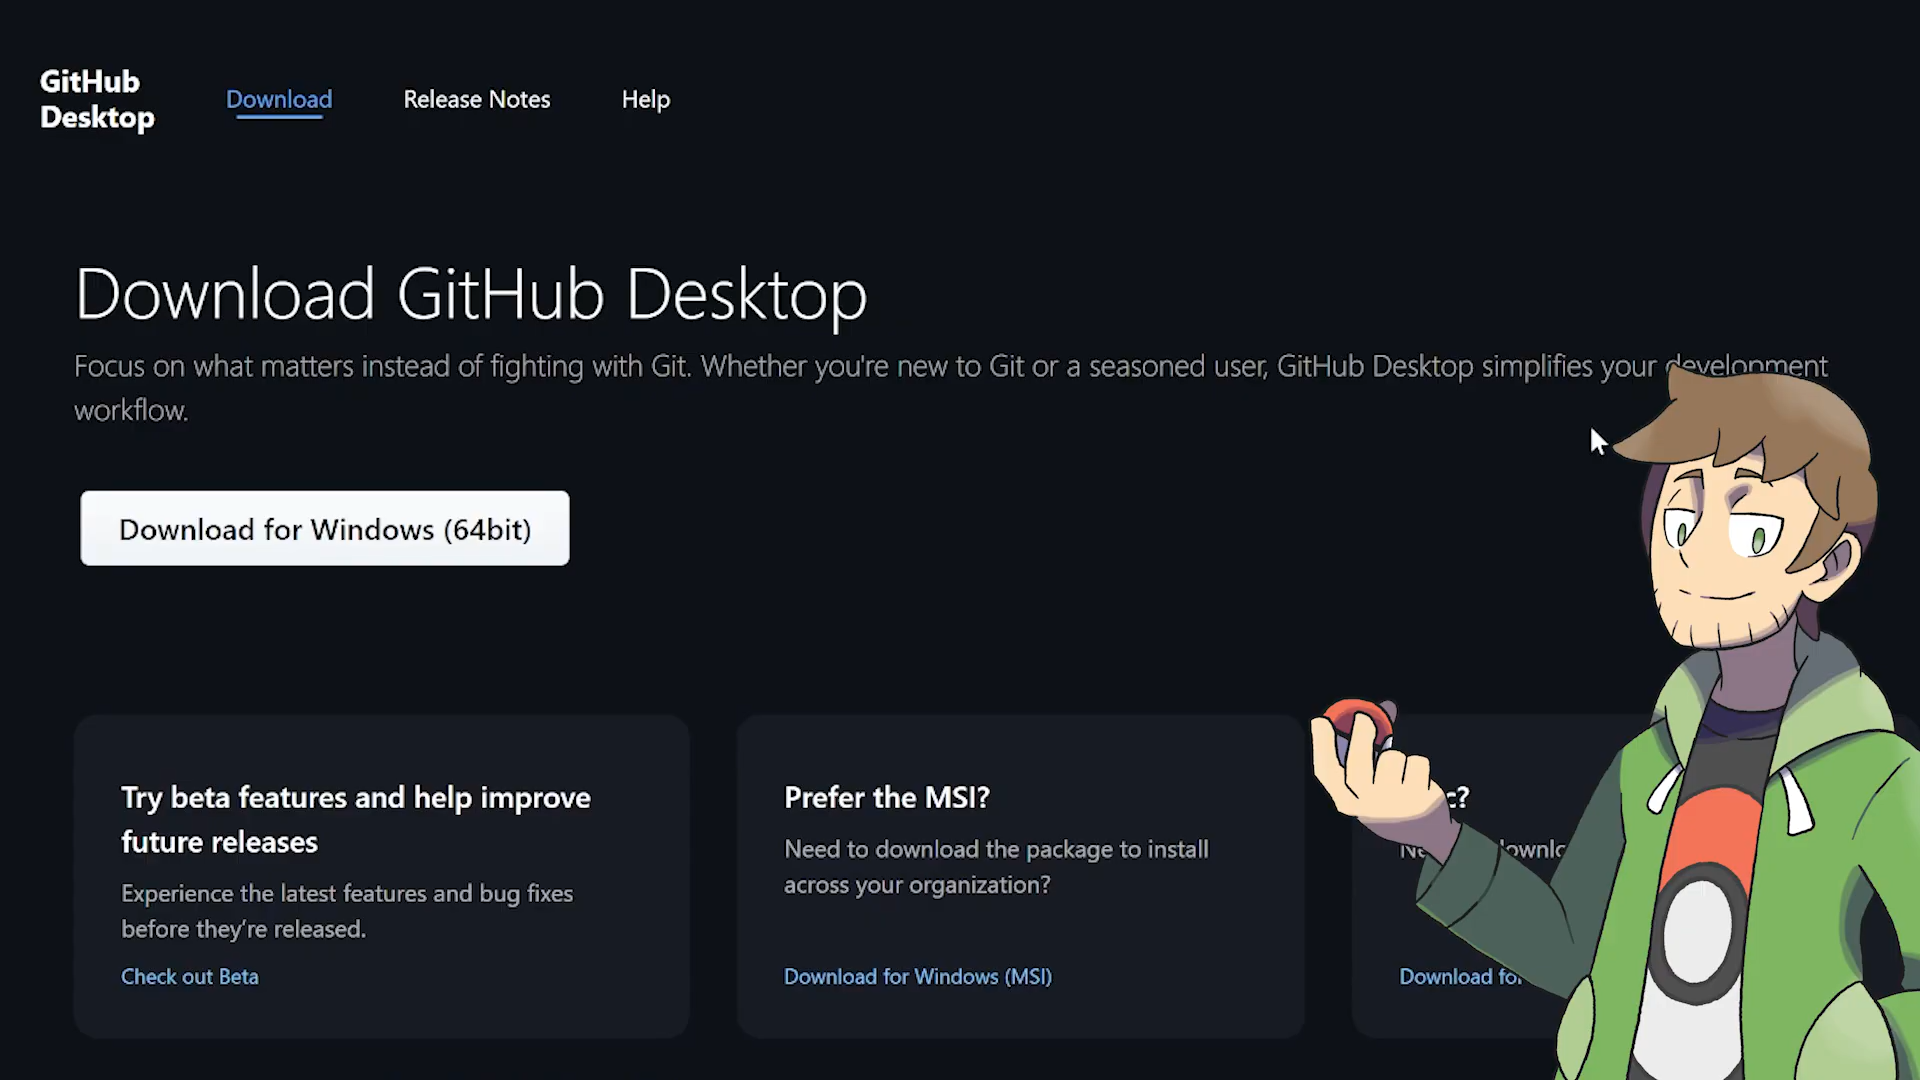 GitHub
Desktop
Download
Release Notes
Help
Download GitHub Desktop
Focus on what matters instead of fighting with Git. Whether you're new to Git or a seasoned user, GitHub Desktop simplifies your development
workflow.
Download for Windows (64bit)
Try beta features and help improve
future releases
Experience the latest features and bug fixes
before they’re released.
Check out Beta
Prefer the MSI?
Need to download the package to install
across your organization?
Download for Windows (MSI)
Download for